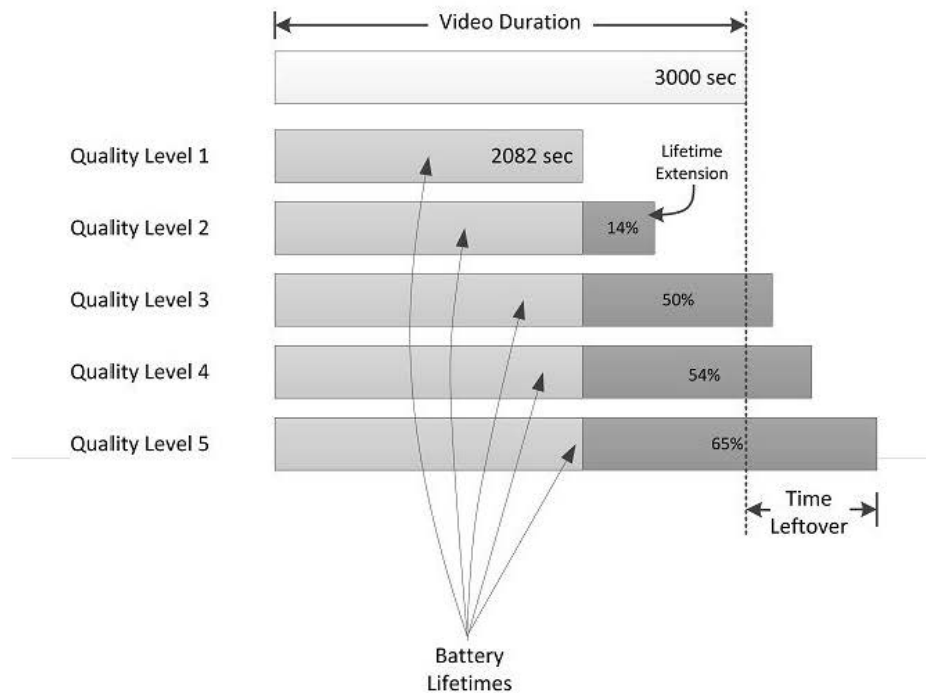 Video Duration
3000 sec
Quality Level 1
2082 sec
Lifetime
Extension
Quality Level 2
14%
Quality Level 3
50%
Quality Level 4
54%
Quality Level 5
65%
Time
Leftover
Battery
Lifetimes